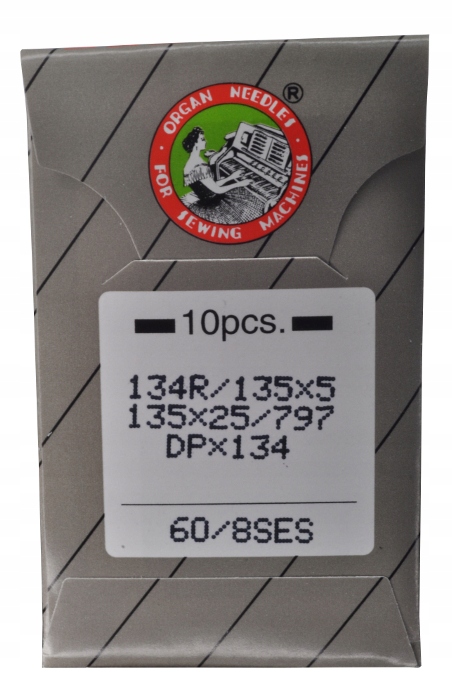 ORGAN NEEDLES
®
FOR SEWING MACHINES
10pcs.
134R/135×5
135×25/797
DP×134
60/8SES